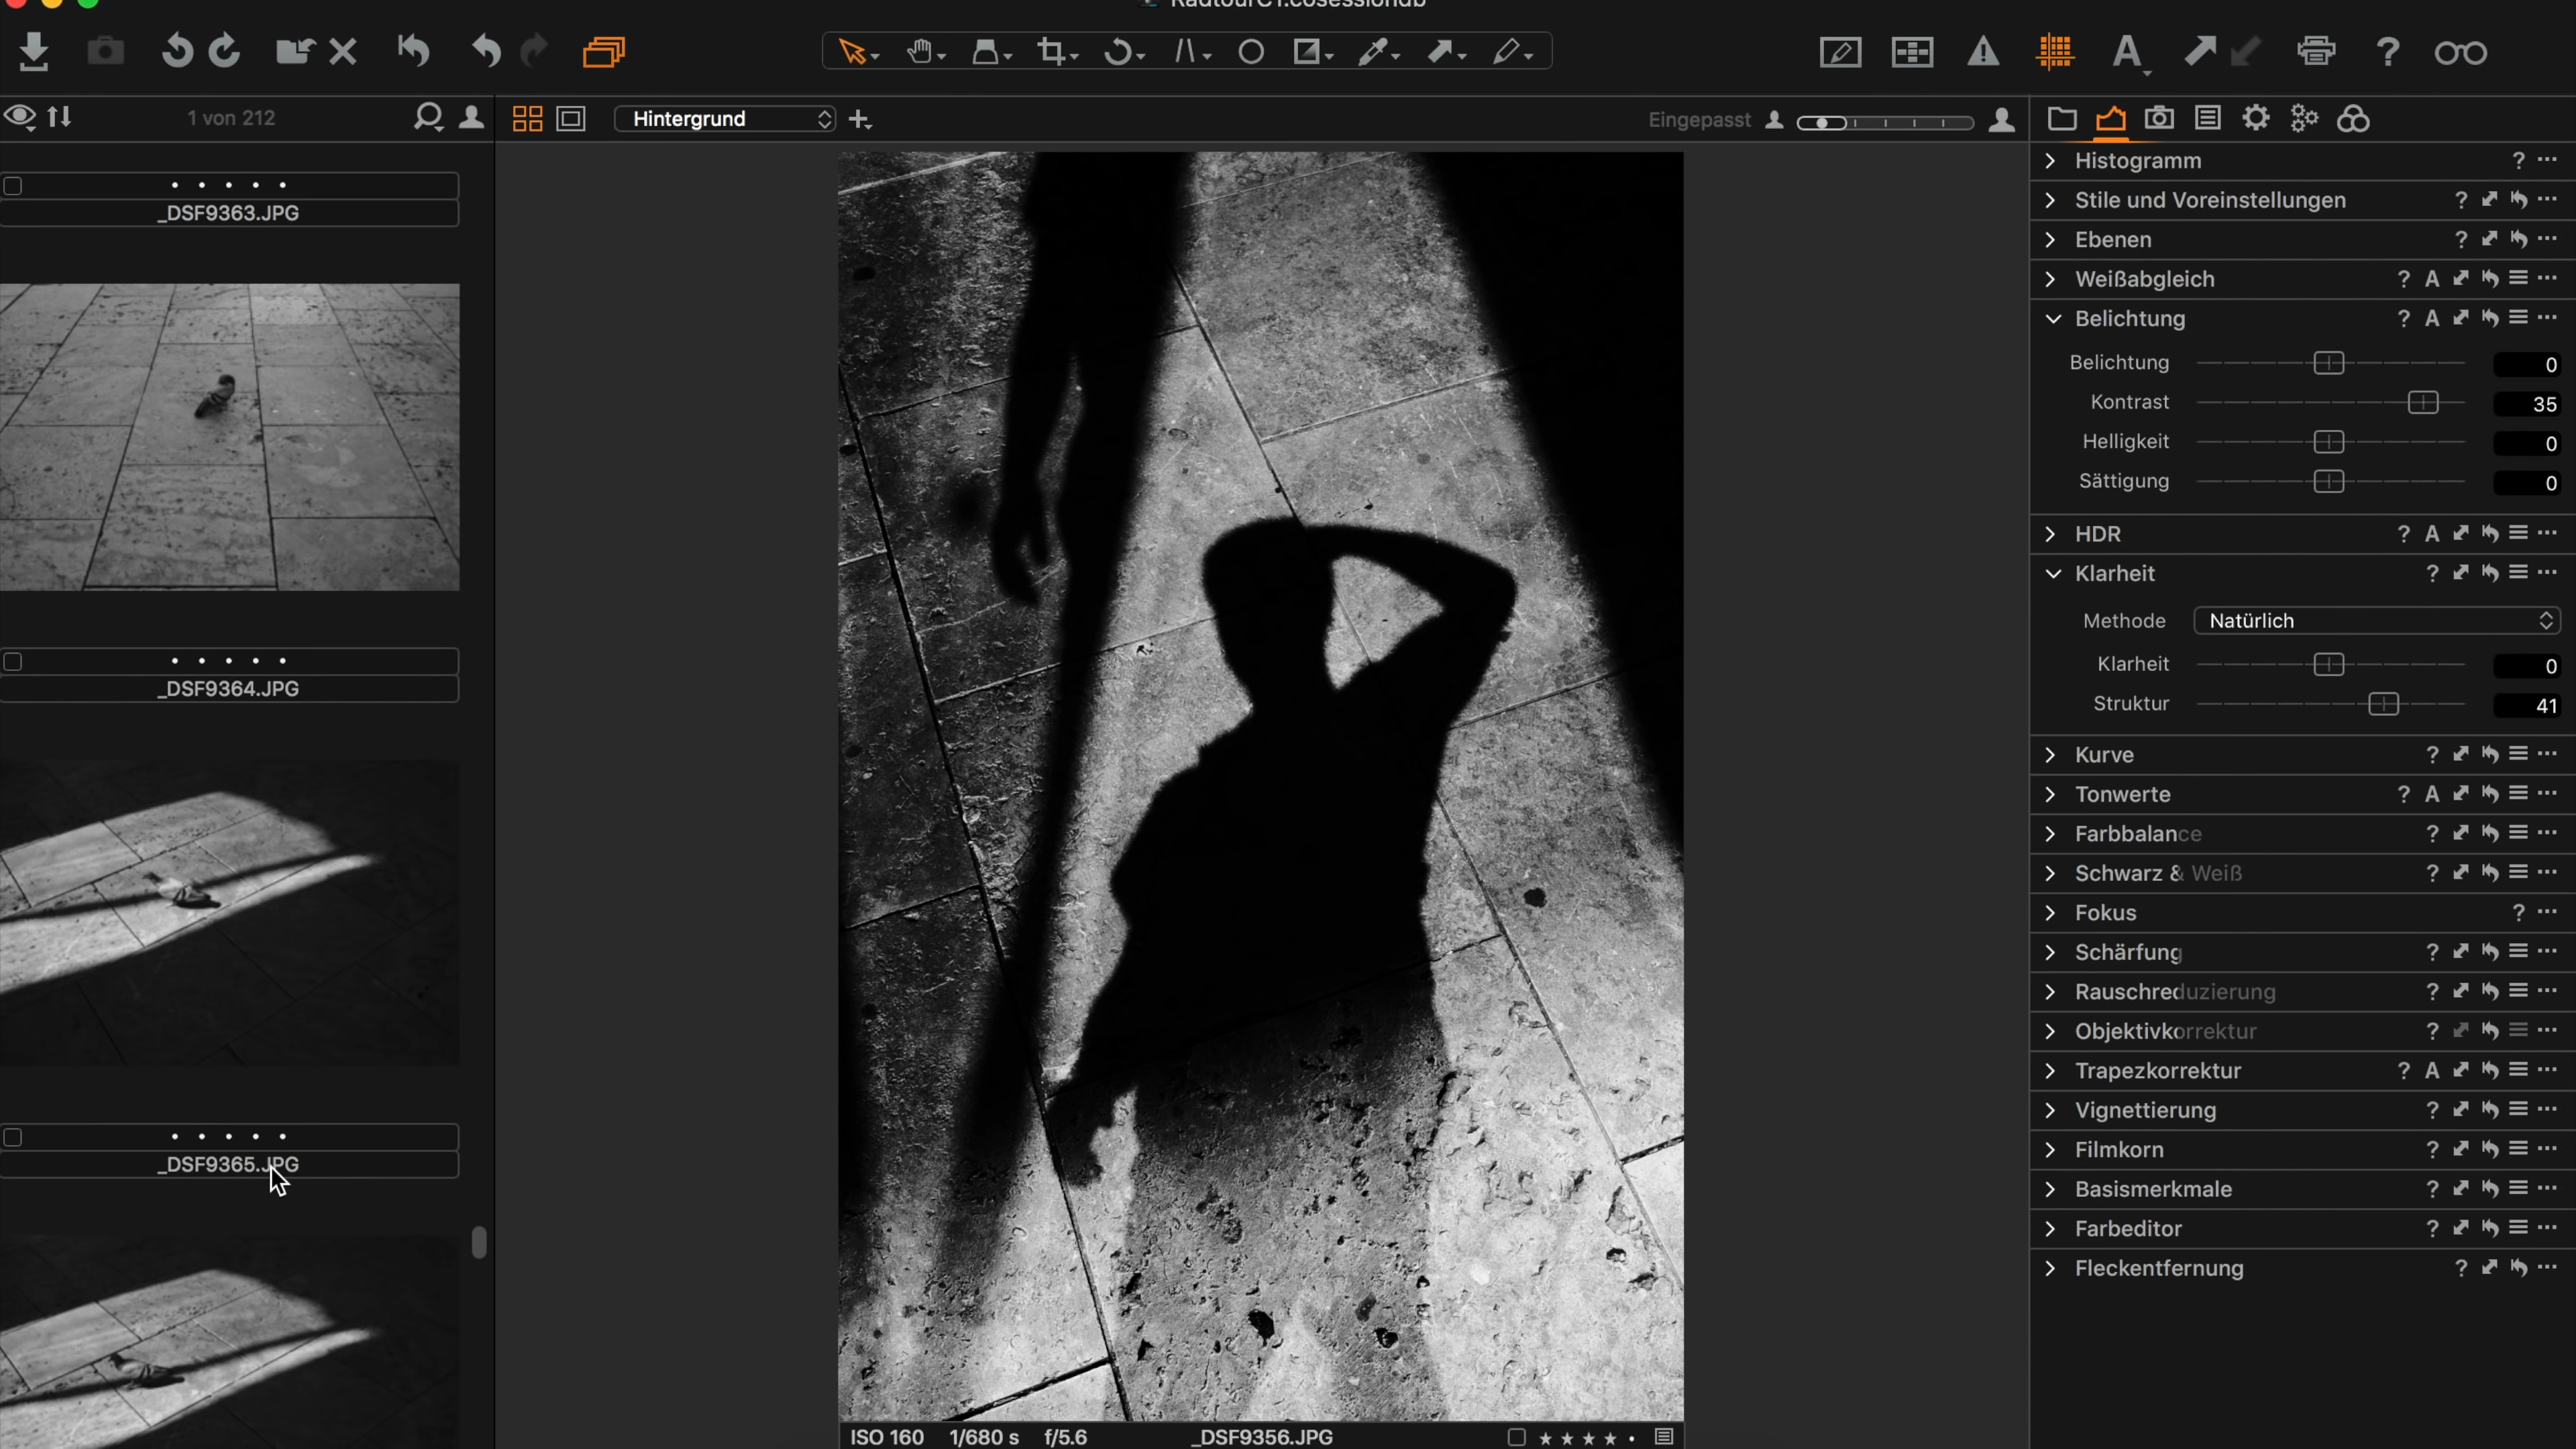 RadtourC1.cosessiondb
1 von 212
Hintergrund
Eingepasst
_DSF9363.JPG
_DSF9364.JPG
_DSF9365.JPG
ISO 160 1/680 s f/5.6 _DSF9356.JPG
Histogramm
Stile und Voreinstellungen
Ebenen
Weißabgleich
Belichtung
Belichtung 0
Kontrast 35
Helligkeit 0
Sättigung 0
HDR
Klarheit
Methode Natürlich
Klarheit 0
Struktur 41
Kurve
Tonwerte
Farbbalance
Schwarz & Weiß
Fokus
Schärfung
Rauschreduzierung
Objektivkorrektur
Trapezkorrektur
Vignettierung
Filmkorn
Basismerkmale
Farbeditor
Fleckentfernung